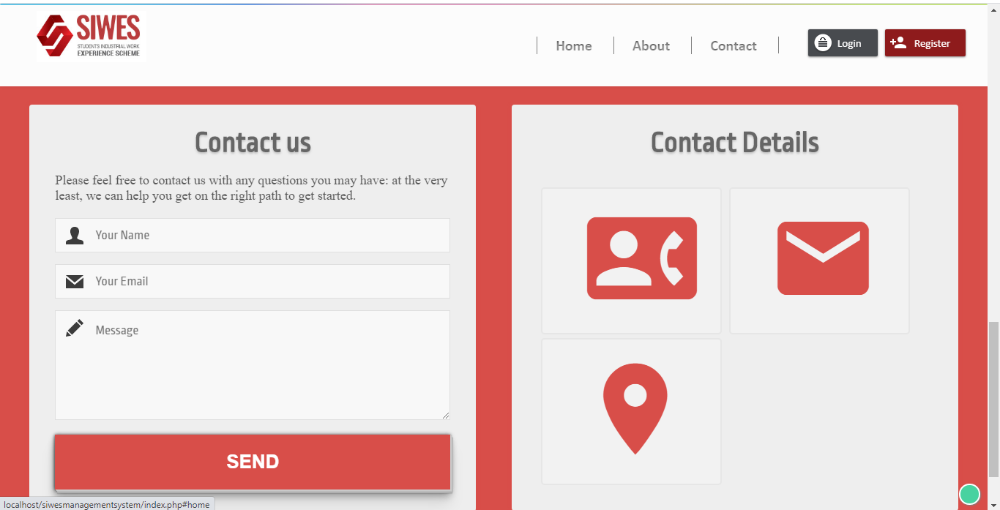 SIWES
STUDENTS INDUSTRIAL WORK
EXPERIENCE SCHEME
Home
About
Contact
Login
Register
Contact us
Please feel free to contact us with any questions you may have: at the very
least, we can help you get on the right path to get started.
Your Name
Your Email
Message
SEND
Contact Details
localhost/siwesmanagementsystem/index.php#home